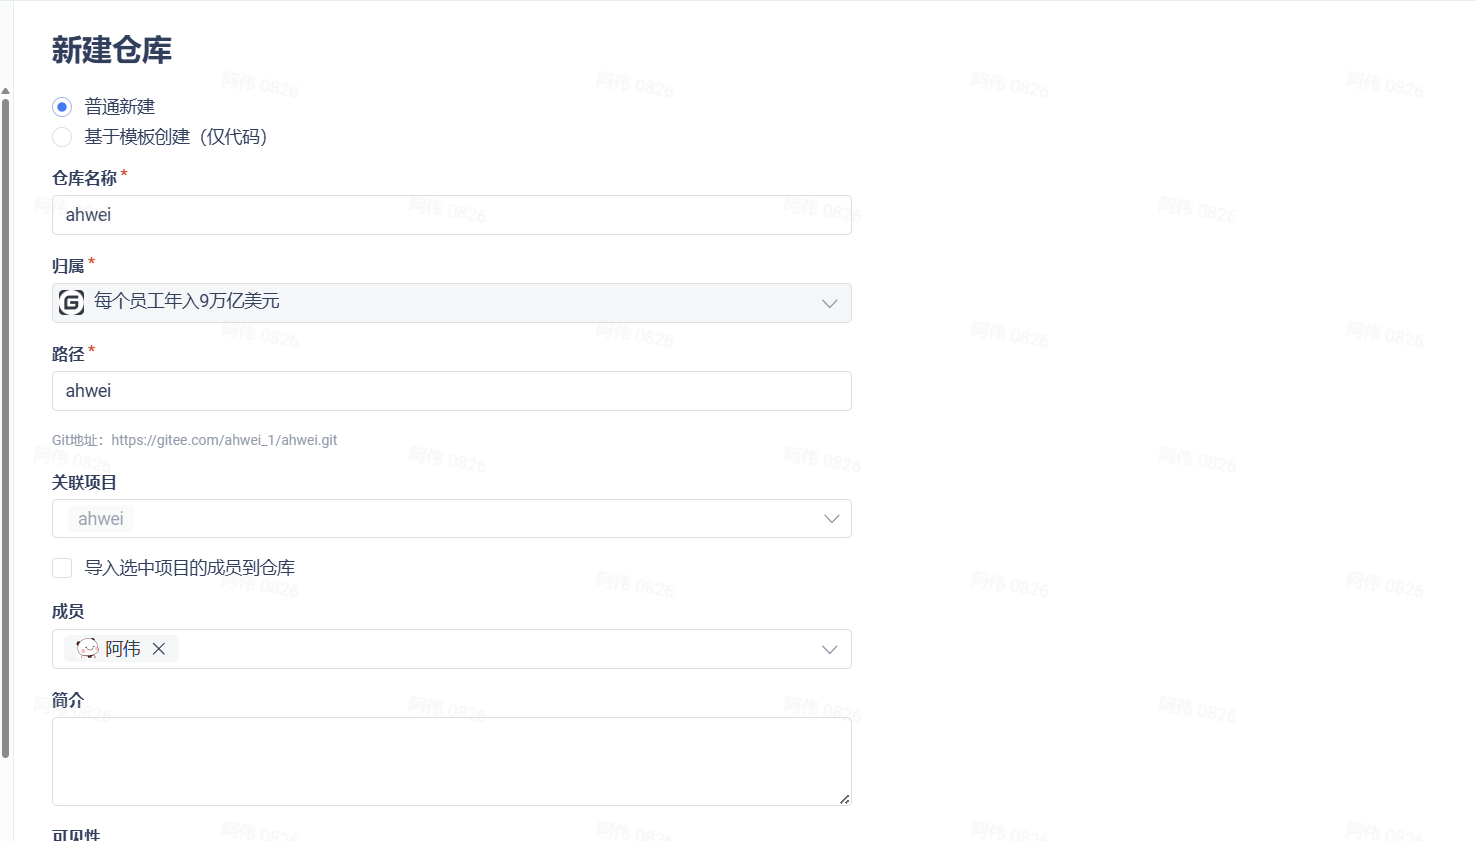 新建仓库
普通新建
基于模板创建（仅代码）
仓库名称 *
ahwei
归属 *
每个员工年入9万亿美元
路径 *
ahwei
Git地址：https://gitee.com/ahwei_1/ahwei.git
关联项目
ahwei
导入选中项目的成员到仓库
成员
阿伟
简介
可见性
阿伟 0826